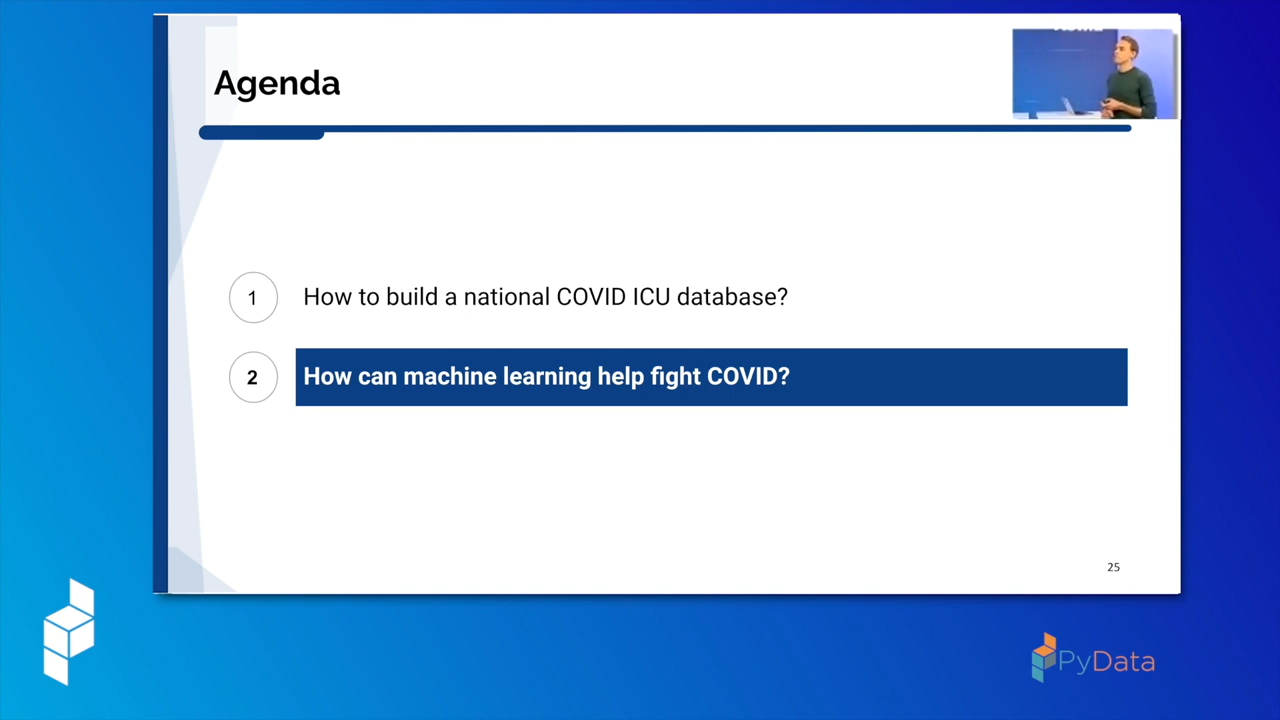 Agenda
1
How to build a national COVID ICU database?
2
How can machine learning help fight COVID?
25
PyData